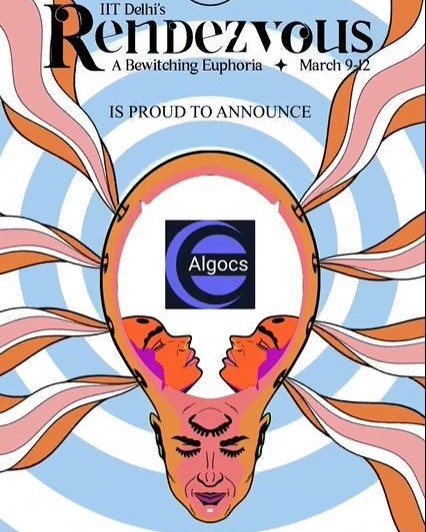 IIT Delhi's
Rendezvous
A Bewitching Euphoria ✦ March 9-12
IS PROUD TO ANNOUNCE
Algocs